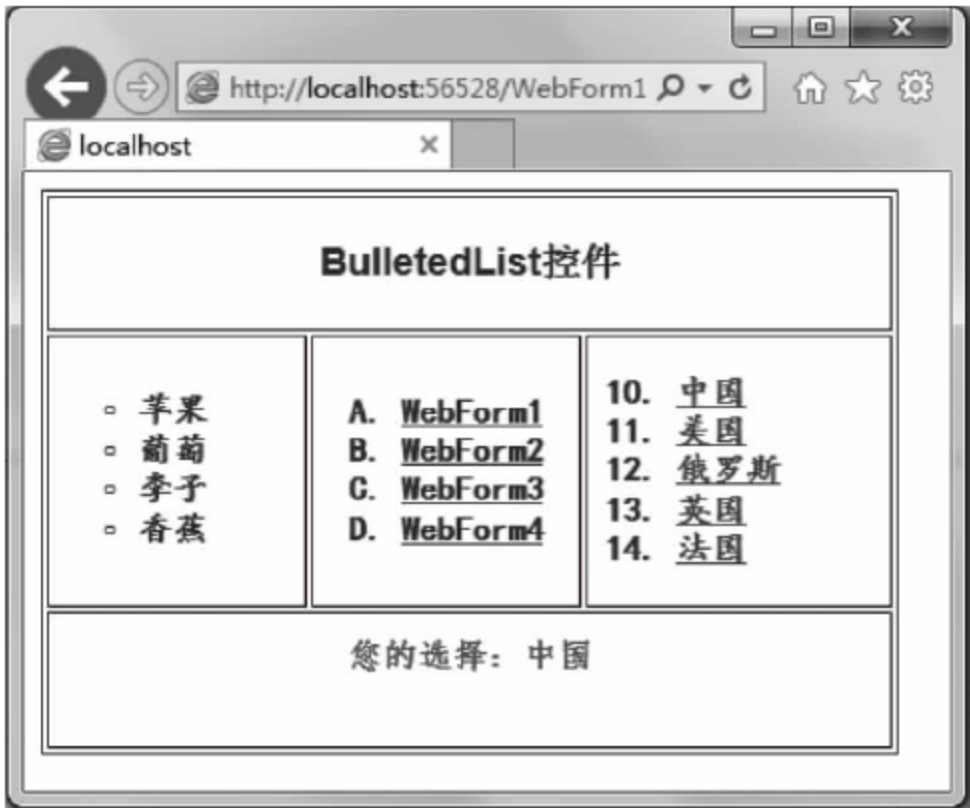 http://localhost:56528/WebForm1
localhost
BulletedList控件
苹果
葡萄
李子
香蕉
A. WebForm1
B. WebForm2
C. WebForm3
D. WebForm4
10. 中国
11. 美国
12. 俄罗斯
13. 英国
14. 法国
您的选择：中国